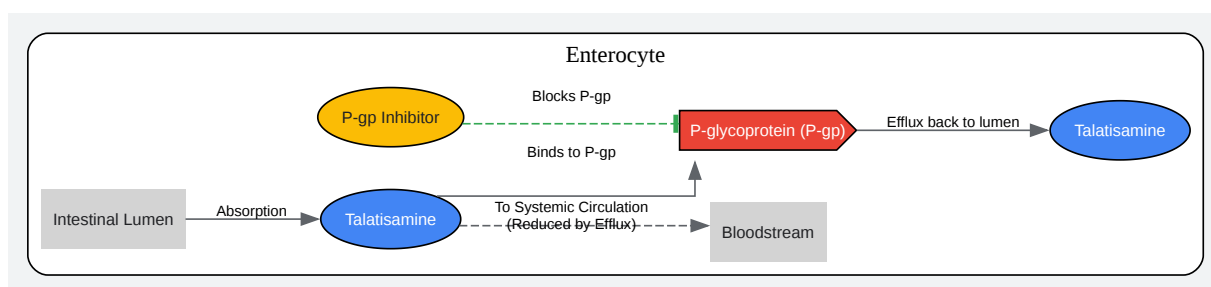 Enterocyte
Blocks P-gp
P-gp Inhibitor
P-glycoprotein (P-gp)
Efflux back to lumen
Talatisamine
Binds to P-gp
Intestinal Lumen
Absorption
Talatisamine
To Systemic Circulation
(Reduced by Efflux)
Bloodstream